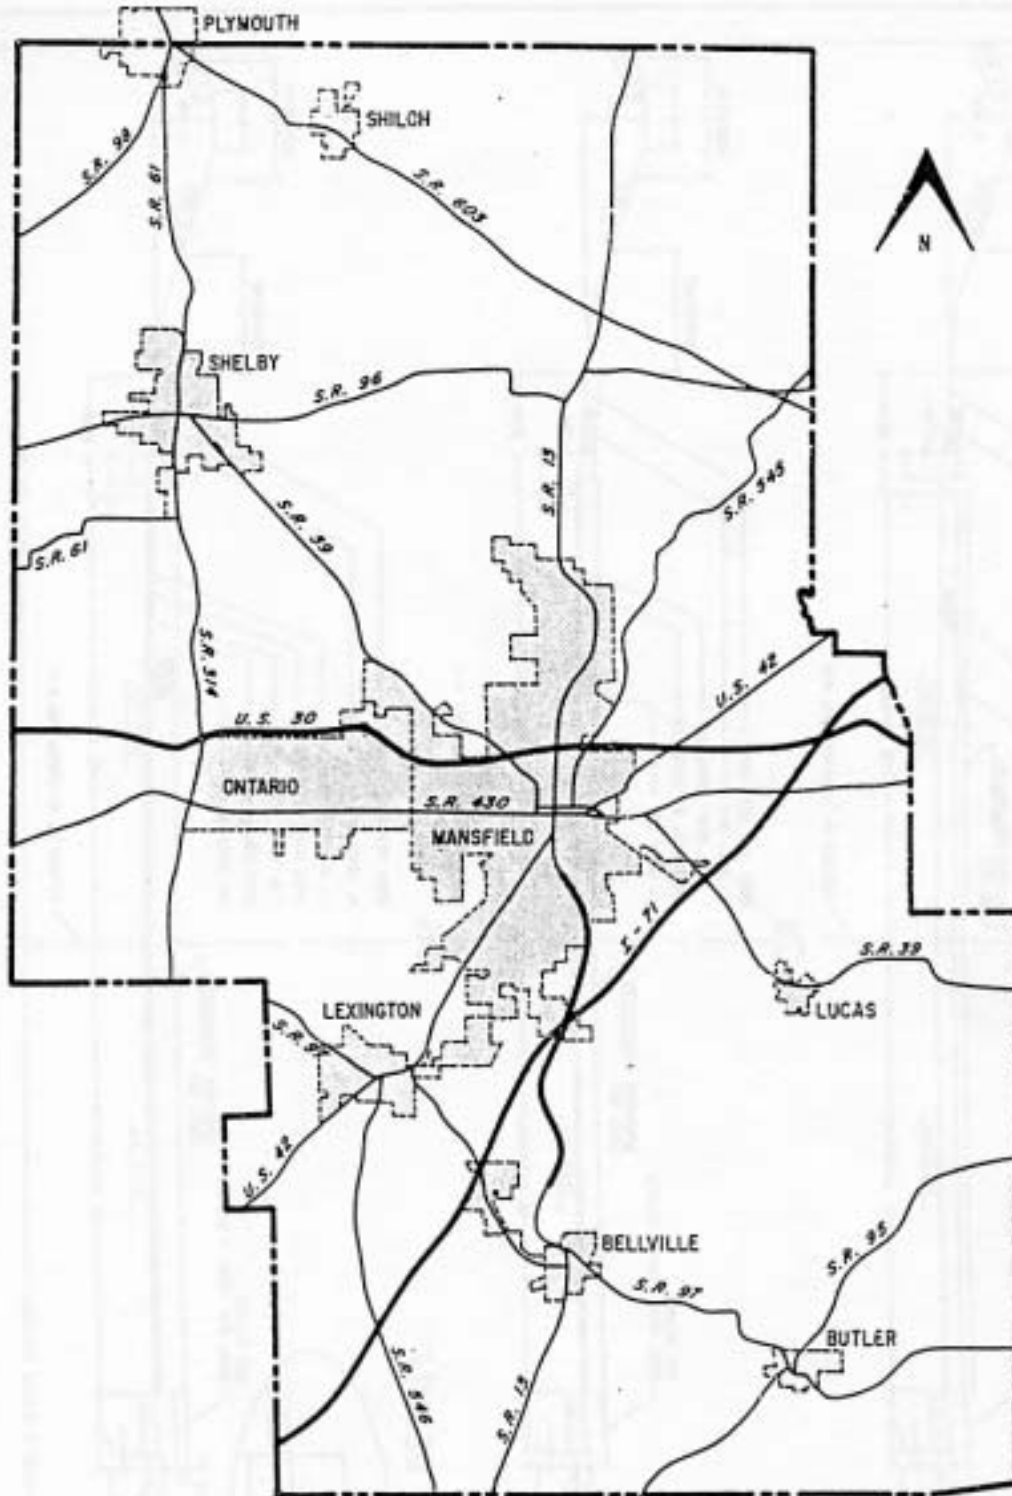 PLYMOUTH
SHILOH
S.R. 98
S.R. 61
S.R. 603
N
SHELBY
S.R. 96
S.R. 13
S.R. 545
S.R. 39
S.R. 61
S.R. 314
U.S. 42
U.S. 30
ONTARIO
S.R. 430
MANSFIELD
I-71
S.R. 39
LEXINGTON
LUCAS
S.R. 97
U.S. 42
BELLVILLE
S.R. 95
S.R. 97
BUTLER
S.R. 546
S.R. 13